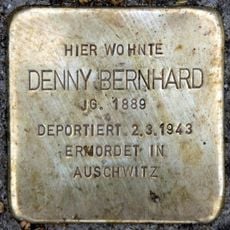 HIER WOHNTE
DENNY BERNHARD
JG. 1889
DEPORTIERT 2.3.1943
ERMORDET IN
AUSCHWITZ